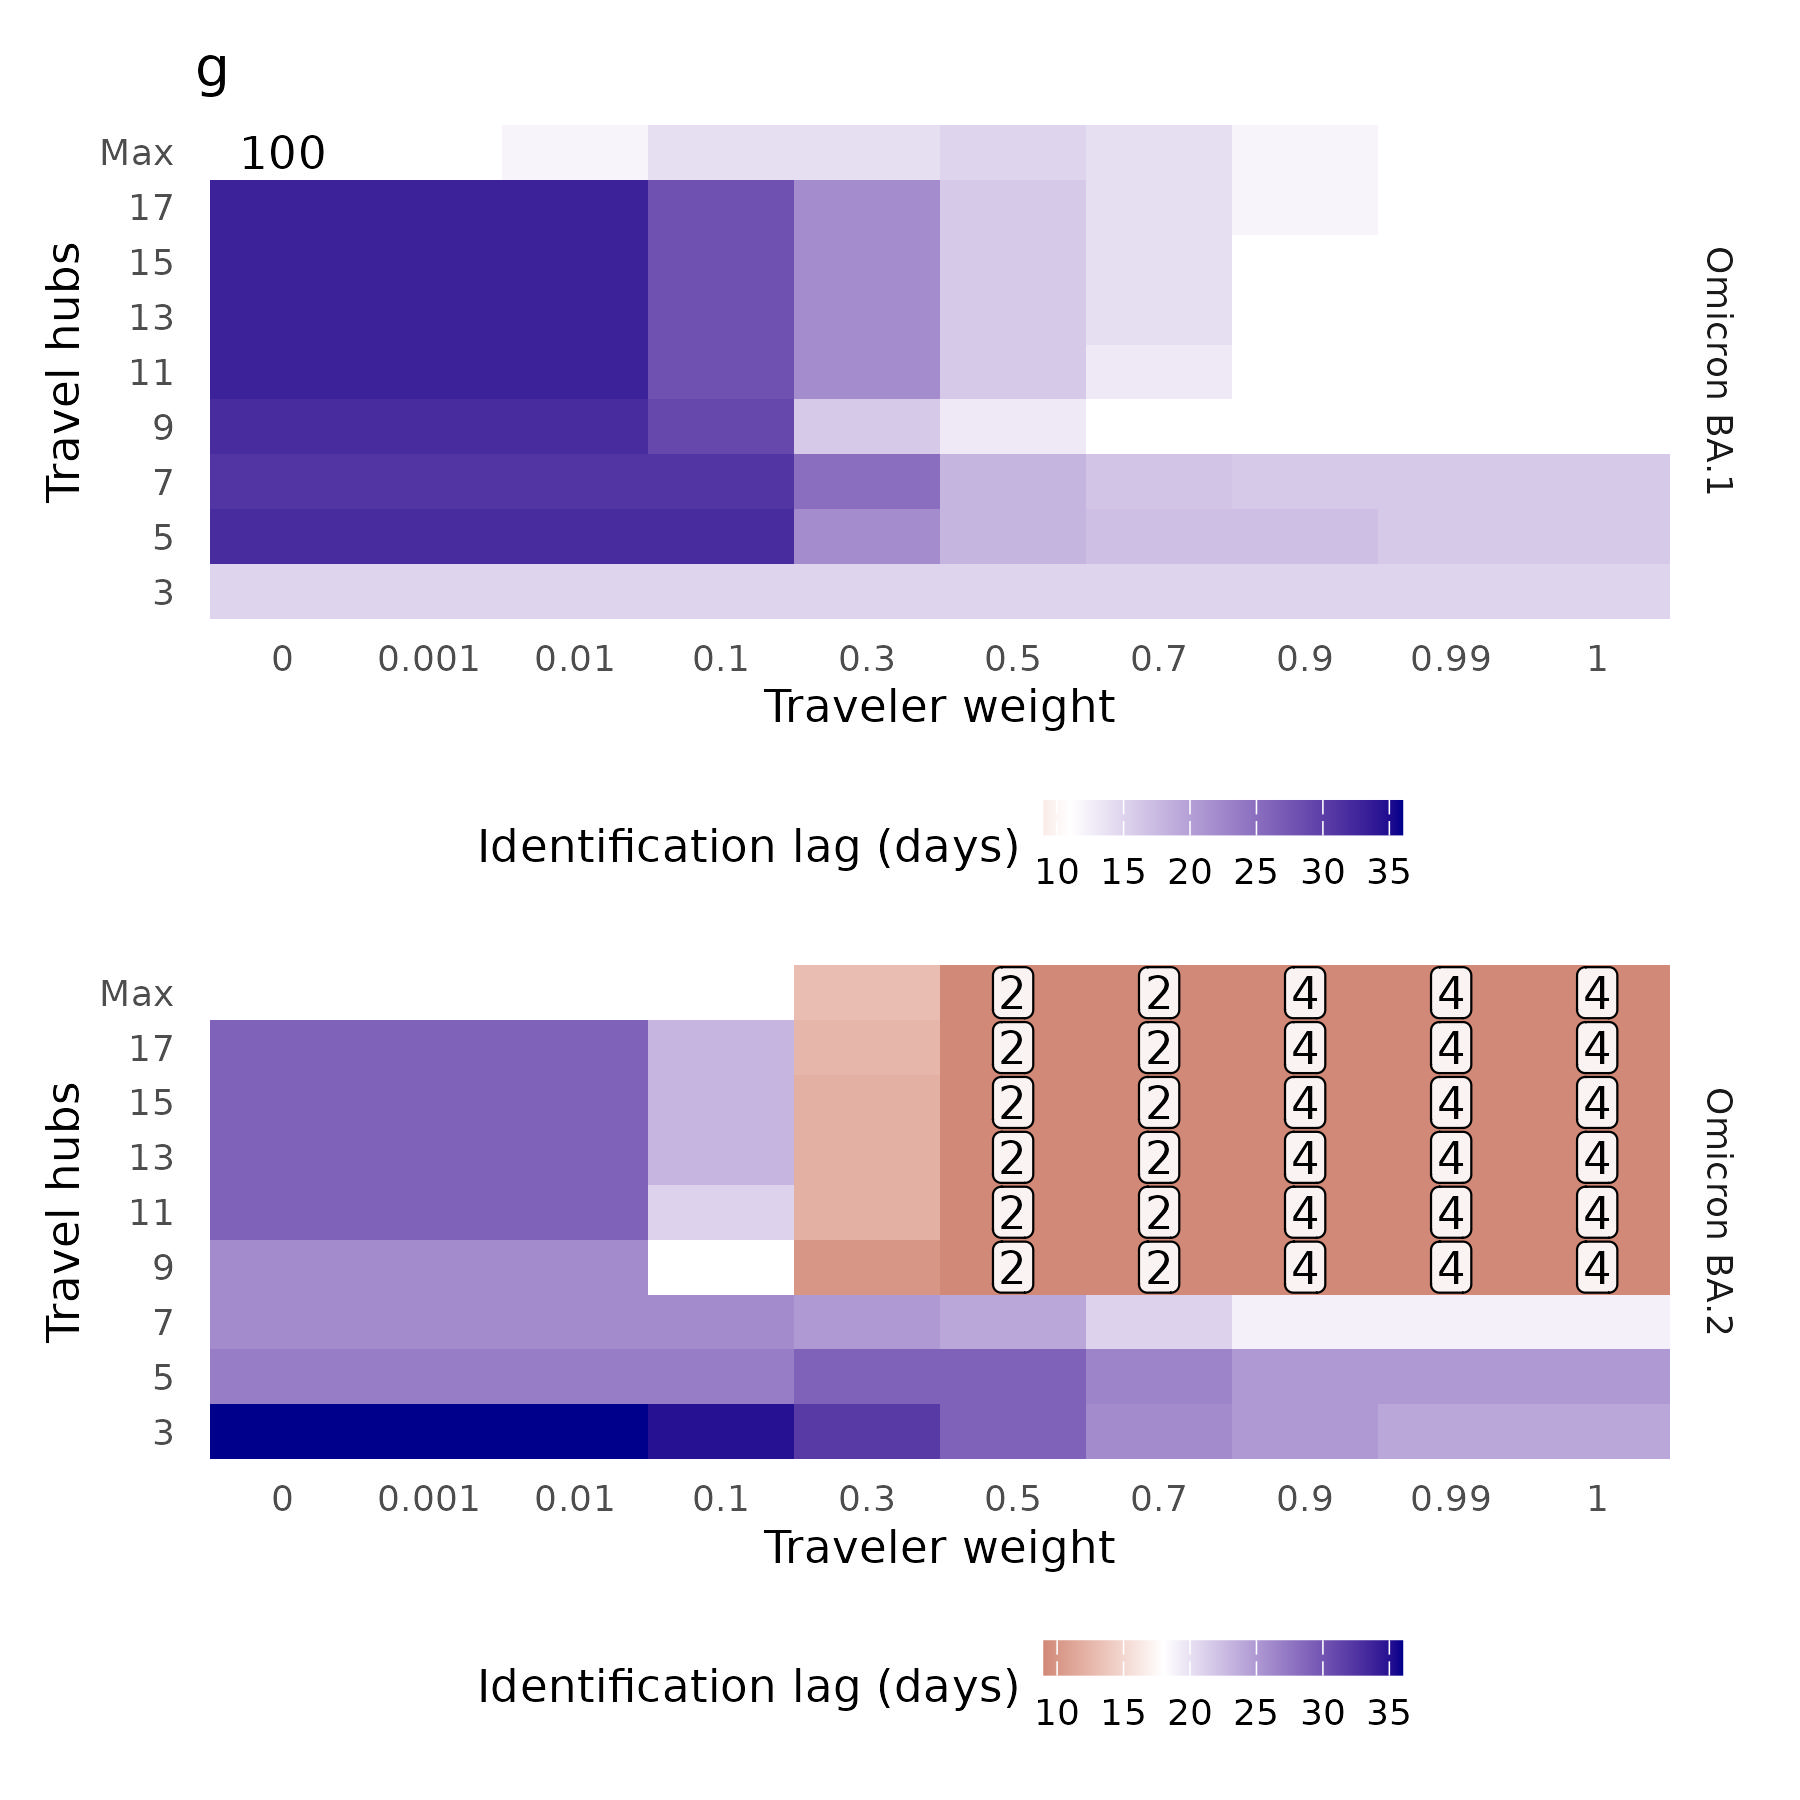 g
Max 100
17
15
13
11
9
7
5
3
Travel hubs
Omicron BA.1
0 0.001 0.01 0.1 0.3 0.5 0.7 0.9 0.99 1
Traveler weight
Identification lag (days)
10 15 20 25 30 35
Max 2 2 4 4 4
17 2 2 4 4 4
15 2 2 4 4 4
13 2 2 4 4 4
11 2 2 4 4 4
9 2 2 4 4 4
7
5
3
Travel hubs
Omicron BA.2
0 0.001 0.01 0.1 0.3 0.5 0.7 0.9 0.99 1
Traveler weight
Identification lag (days)
10 15 20 25 30 35